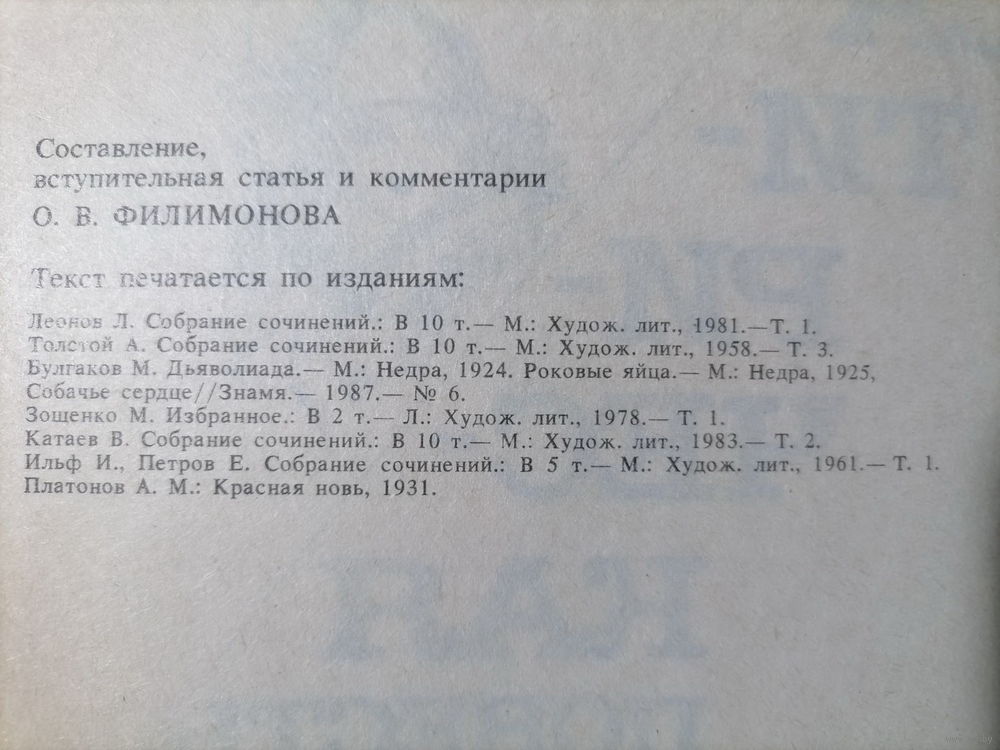 Составление,
вступительная статья и комментарии
О. В. ФИЛИМОНОВА
Текст печатается по изданиям:
Леонов Л. Собрание сочинений.: В 10 т.— М.: Худож. лит., 1981.—Т. 1.
Толстой А. Собрание сочинений.: В 10 т.— М.: Худож. лит., 1958.— Т. 3.
Булгаков М. Дьяволиада.— М.: Недра, 1924. Роковые яйца.— М.: Недра, 1925,
Собачье сердце//Знамя.— 1987.— № 6.
Зощенко М. Избранное.: В 2 т.— Л.: Худож. лит., 1978.— Т. 1.
Катаев В. Собрание сочинений.: В 10 т.— М.: Худож. лит., 1983.— Т. 2.
Ильф И., Петров Е. Собрание сочинений.: В 5 т.— М.: Худож. лит., 1961.— Т. 1.
Платонов А. М.: Красная новь, 1931.